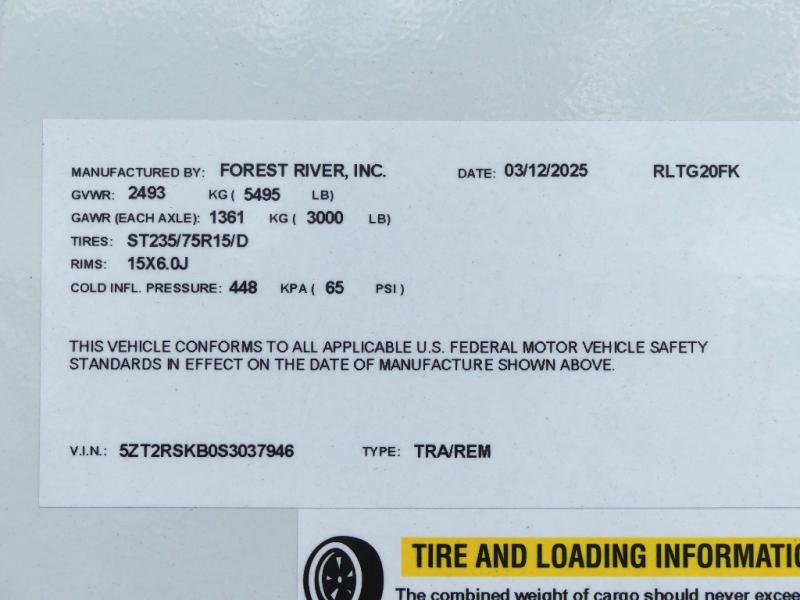 MANUFACTURED BY: FOREST RIVER, INC. DATE: 03/12/2025 RLTG20FK
GVWR: 2493 KG ( 5495 LB)
GAWR (EACH AXLE): 1361 KG ( 3000 LB)
TIRES: ST235/75R15/D
RIMS: 15X6.0J
COLD INFL. PRESSURE: 448 KPA ( 65 PSI )
THIS VEHICLE CONFORMS TO ALL APPLICABLE U.S. FEDERAL MOTOR VEHICLE SAFETY
STANDARDS IN EFFECT ON THE DATE OF MANUFACTURE SHOWN ABOVE.
V.I.N.: 5ZT2RSKB0S3037946 TYPE: TRA/REM
TIRE AND LOADING INFORMATIO
The combined weight of cargo should never excee